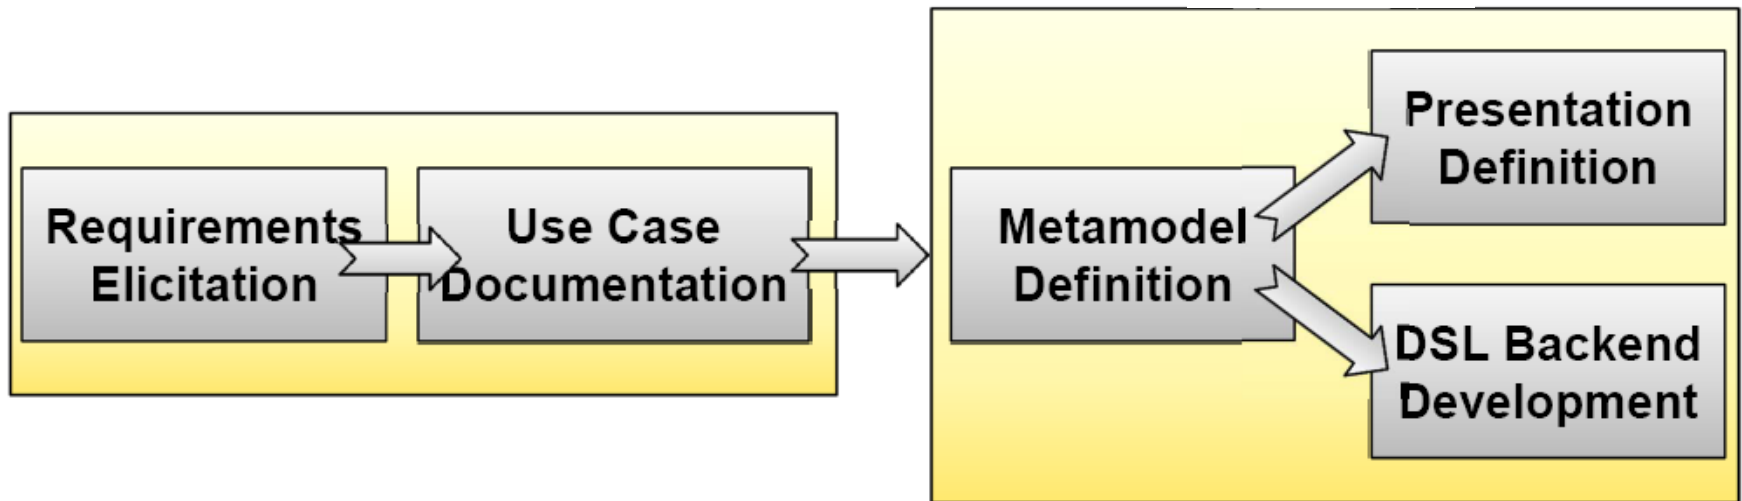 Requirements
Elicitation
Use Case
Documentation
Metamodel
Definition
Presentation
Definition
DSL Backend
Development